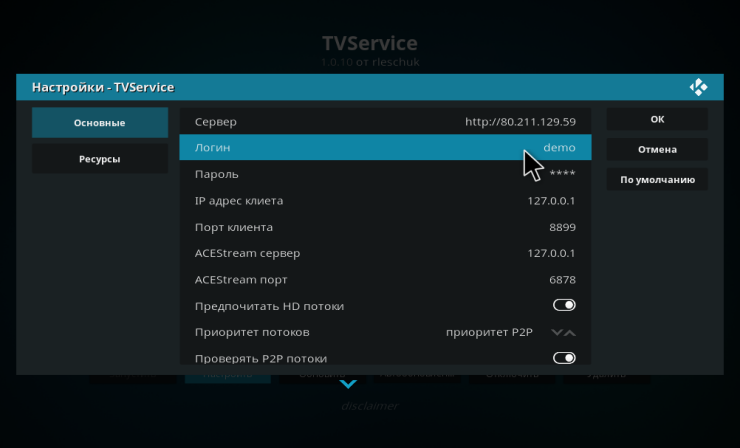 TVService
1.0.10 от rleschuk
Настройки - TVService
Основные
Ресурсы
Сервер http://80.211.129.59
Логин demo
Пароль ****
IP адрес клиета 127.0.0.1
Порт клиента 8899
ACEStream сервер 127.0.0.1
ACEStream порт 6878
Предпочитать HD потоки
Приоритет потоков приоритет P2P
Проверять P2P потоки
OK
Отмена
По умолчанию
disclaimer